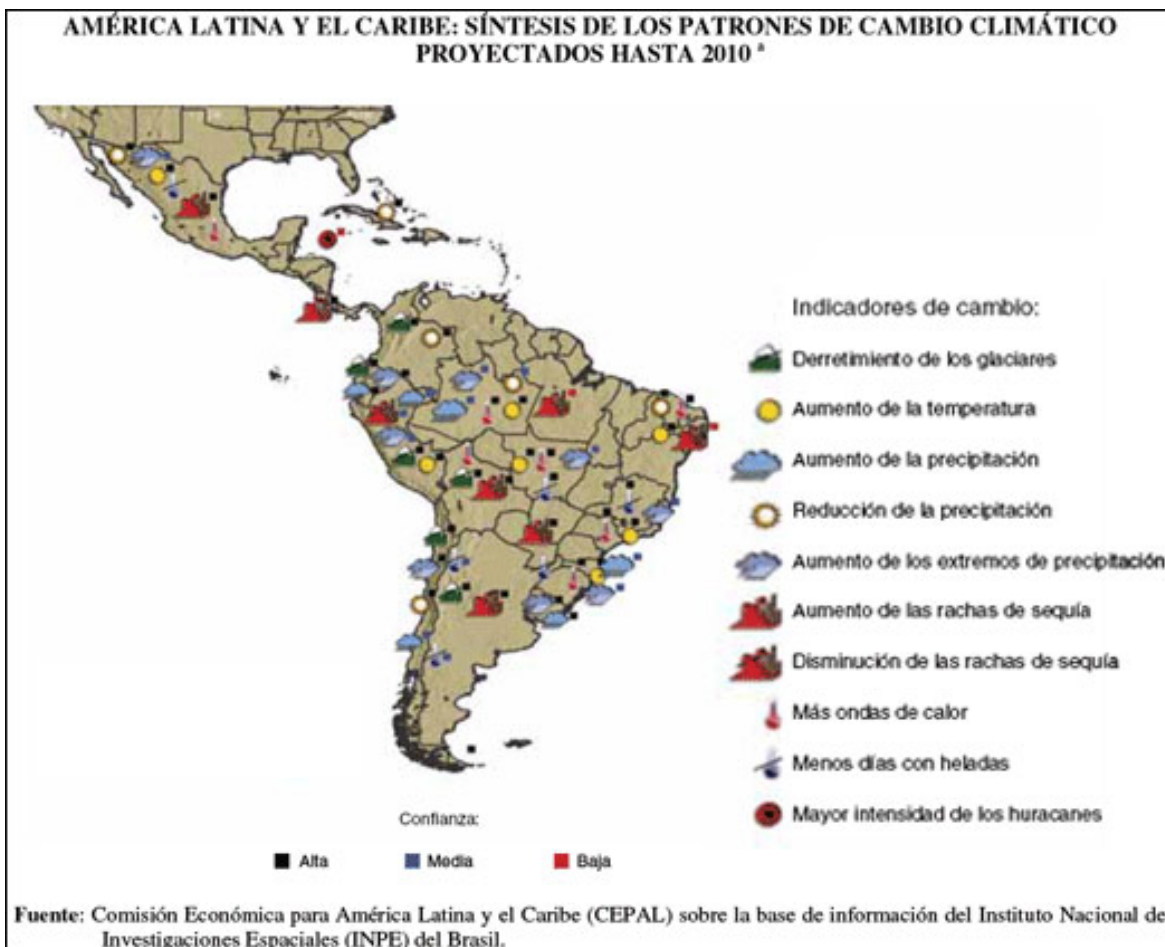 AMÉRICA LATINA Y EL CARIBE: SÍNTESIS DE LOS PATRONES DE CAMBIO CLIMÁTICO
PROYECTADOS HASTA 2010 ª
Indicadores de cambio:
Derretimiento de los glaciares
Aumento de la temperatura
Aumento de la precipitación
Reducción de la precipitación
Aumento de los extremos de precipitación
Aumento de las rachas de sequía
Disminución de las rachas de sequía
Más ondas de calor
Menos días con heladas
Mayor intensidad de los huracanes
Confianza:
Alta
Media
Baja
Fuente: Comisión Económica para América Latina y el Caribe (CEPAL) sobre la base de información del Instituto Nacional de
Investigaciones Espaciales (INPE) del Brasil.